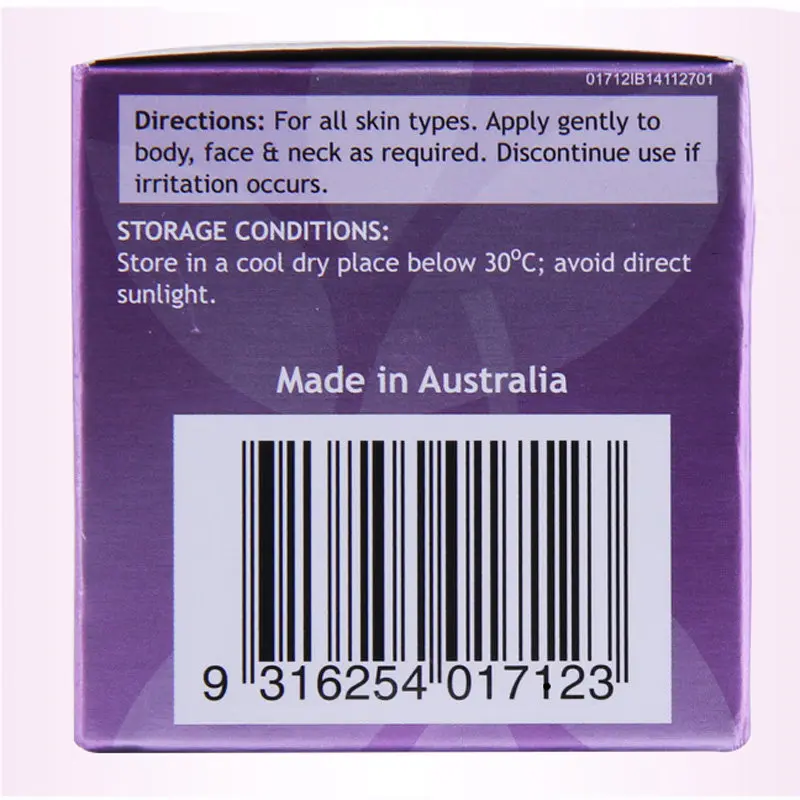 01712IB14112701
Directions: For all skin types. Apply gently to
body, face & neck as required. Discontinue use if
irritation occurs.
STORAGE CONDITIONS:
Store in a cool dry place below 30°C; avoid direct
sunlight.
Made in Australia
9 316254 017123